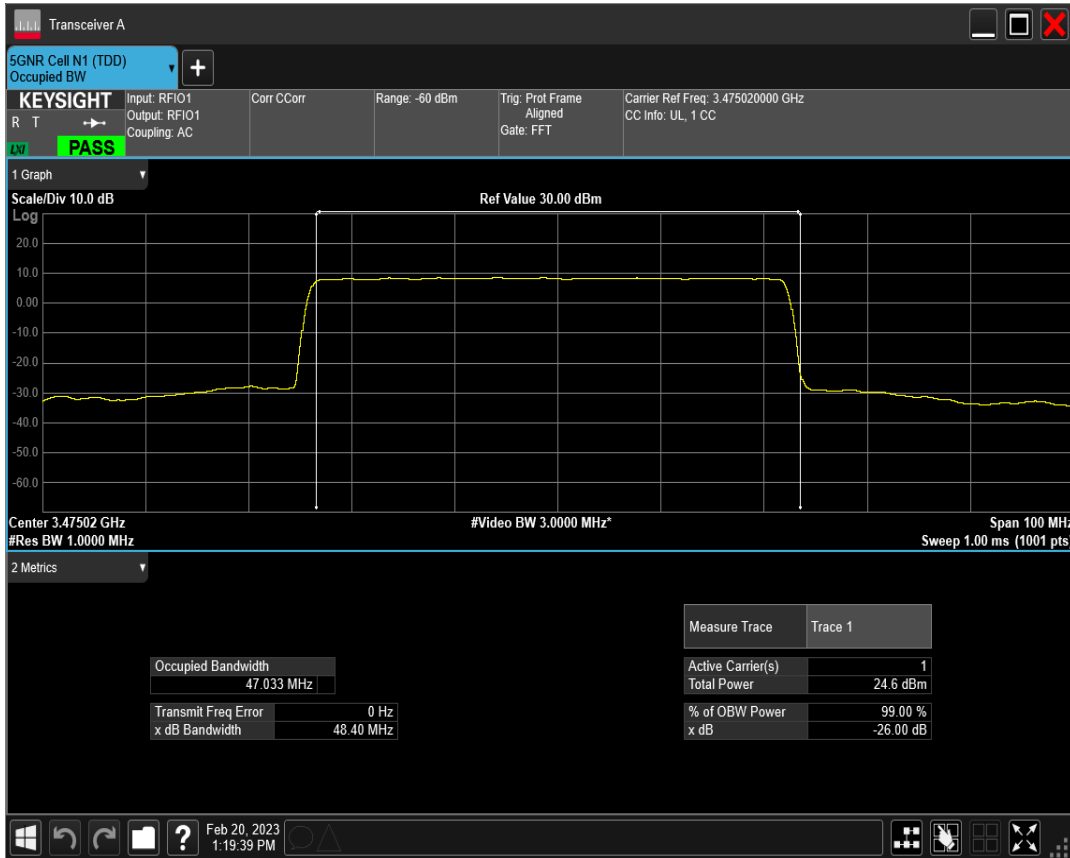 Transceiver A
5GNR Cell N1 (TDD)
Occupied BW
+
KEYSIGHT
R T
LXI
PASS
Input: RFIO1
Output: RFIO1
Coupling: AC
Corr CCorr
Range: -60 dBm
Trig: Prot Frame
Aligned
Gate: FFT
Carrier Ref Freq: 3.475020000 GHz
CC Info: UL, 1 CC
1 Graph
Scale/Div 10.0 dB
Ref Value 30.00 dBm
Log
20.0
10.0
0.00
-10.0
-20.0
-30.0
-40.0
-50.0
-60.0
Center 3.47502 GHz
#Video BW 3.0000 MHz*
Span 100 MHz
#Res BW 1.0000 MHz
Sweep 1.00 ms (1001 pts)
2 Metrics
Measure Trace Trace 1
Occupied Bandwidth
47.033 MHz
Active Carrier(s) 1
Total Power 24.6 dBm
Transmit Freq Error 0 Hz
x dB Bandwidth 48.40 MHz
% of OBW Power 99.00 %
x dB -26.00 dB
?
Feb 20, 2023
1:19:39 PM